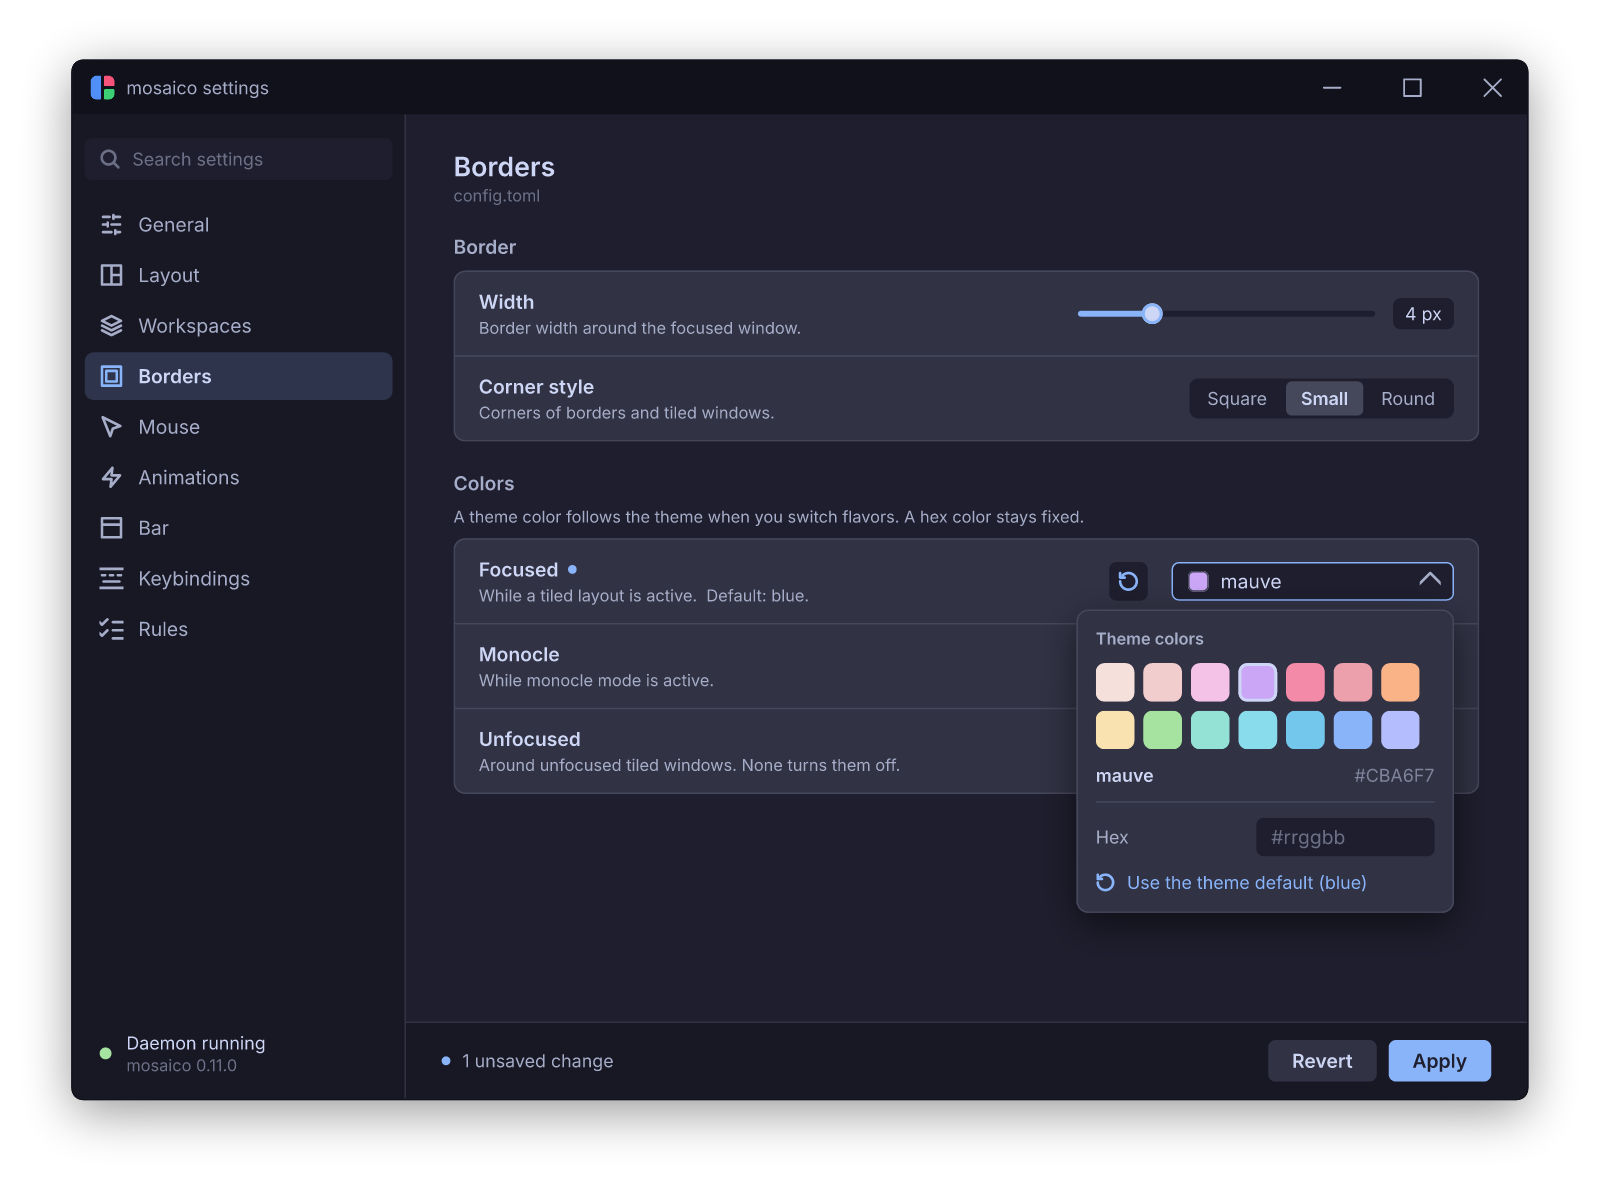 mosaico settings
Search settings
General
Layout
Workspaces
Borders
Mouse
Animations
Bar
Keybindings
Rules
Daemon running
mosaico 0.11.0
Borders
config.toml
Border
Width
Border width around the focused window.
4 px
Corner style
Corners of borders and tiled windows.
Square Small Round
Colors
A theme color follows the theme when you switch flavors. A hex color stays fixed.
Focused
While a tiled layout is active. Default: blue.
mauve
Monocle
While monocle mode is active.
Unfocused
Around unfocused tiled windows. None turns them off.
Theme colors
mauve #CBA6F7
Hex #rrggbb
Use the theme default (blue)
1 unsaved change
Revert Apply